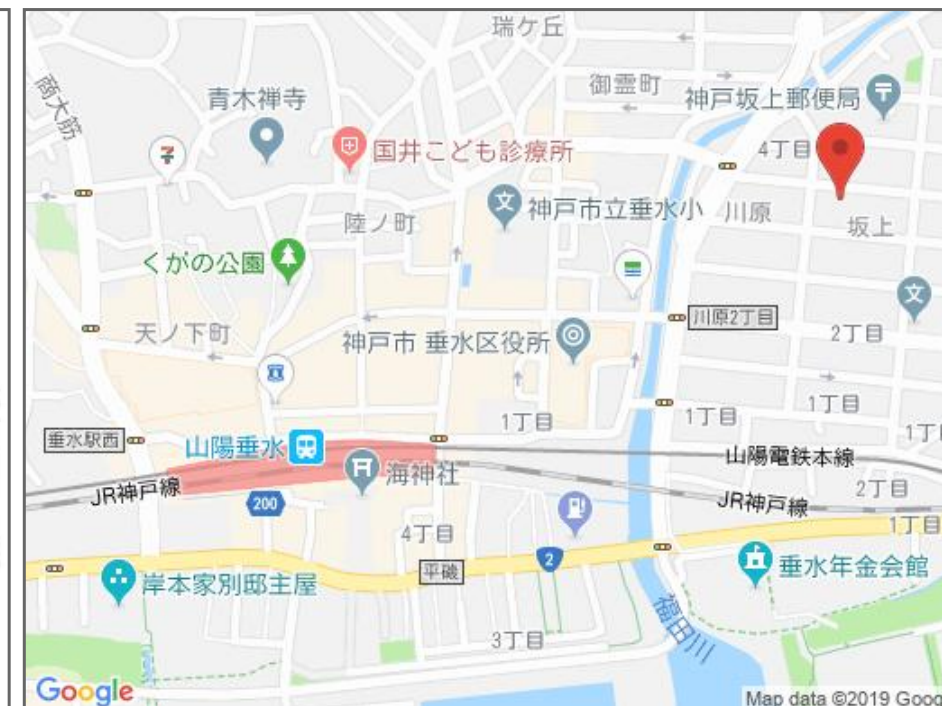 瑞ケ丘
商大筋
青木禅寺
御霊町
神戸坂上郵便局
国井こども診療所
4丁目
陸ノ町
神戸市立垂水小
川原
坂上
くがの公園
天ノ下町
神戸市 垂水区役所
川原2丁目
2丁目
1丁目
1丁目
1丁目
1丁
垂水駅西
山陽垂水
海神社
山陽電鉄本線
JR神戸線
200
2丁目
JR神戸線
4丁目
1丁目
平磯
2
岸本家別邸主屋
垂水年金会館
福田川
3丁目
Google
Map data ©2019 Goog